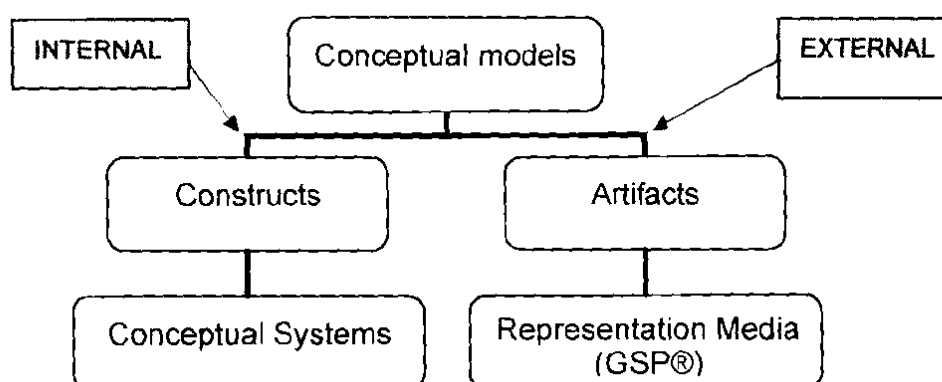 INTERNAL
Conceptual models
EXTERNAL
Constructs
Artifacts
Conceptual Systems
Representation Media
(GSP®)